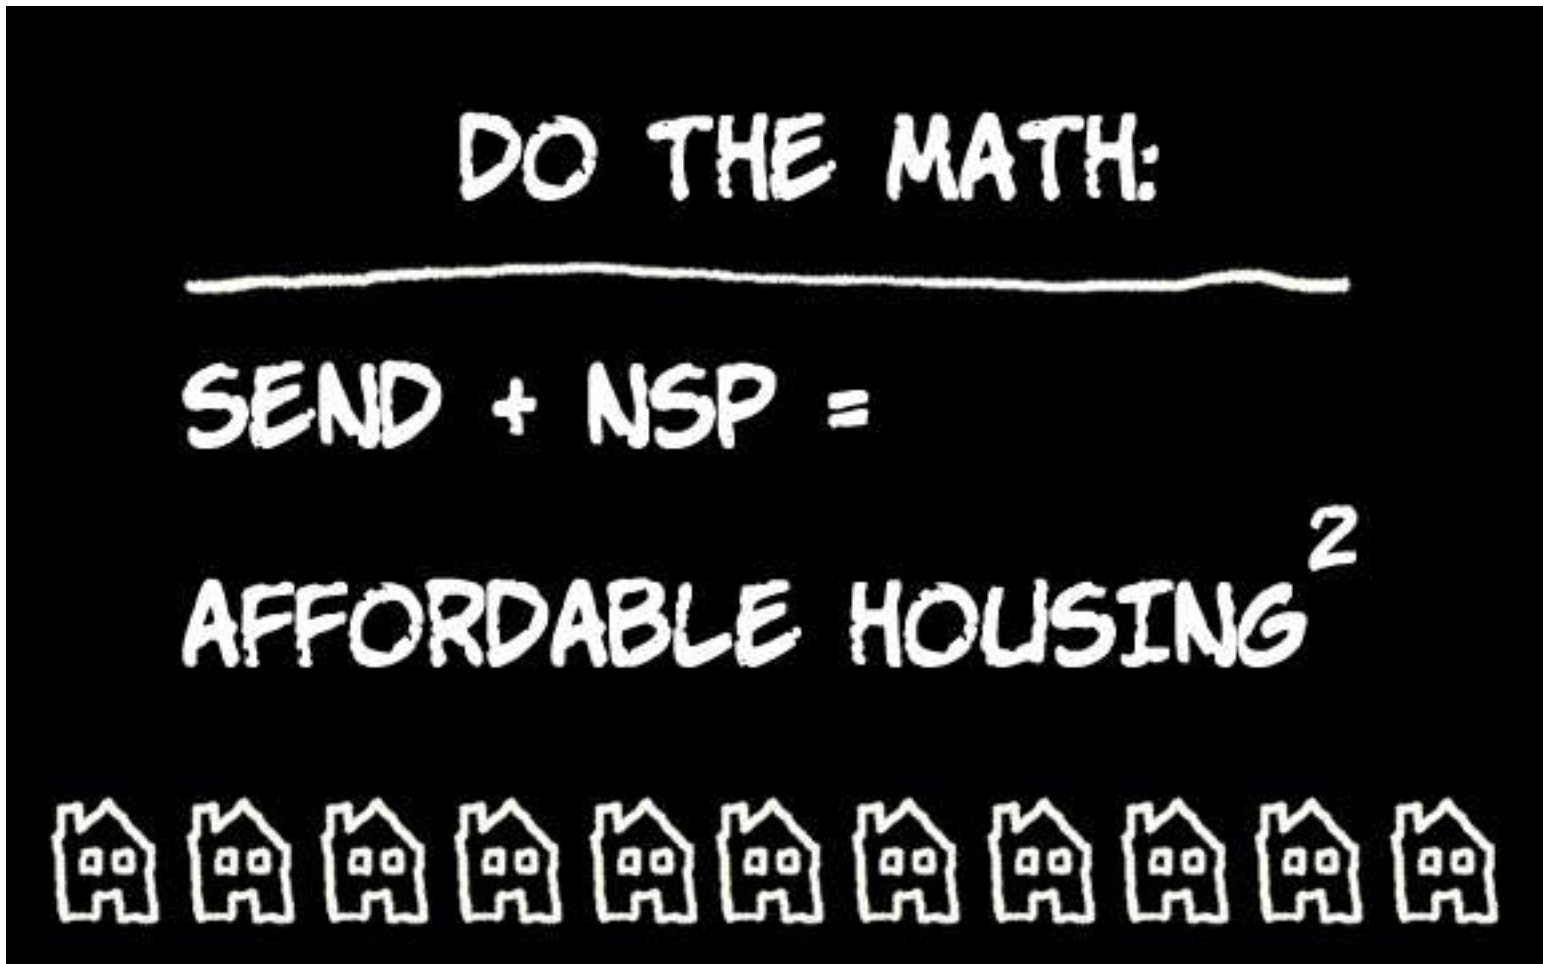 DO THE MATH:
SEND + NSP =
AFFORDABLE HOUSING²